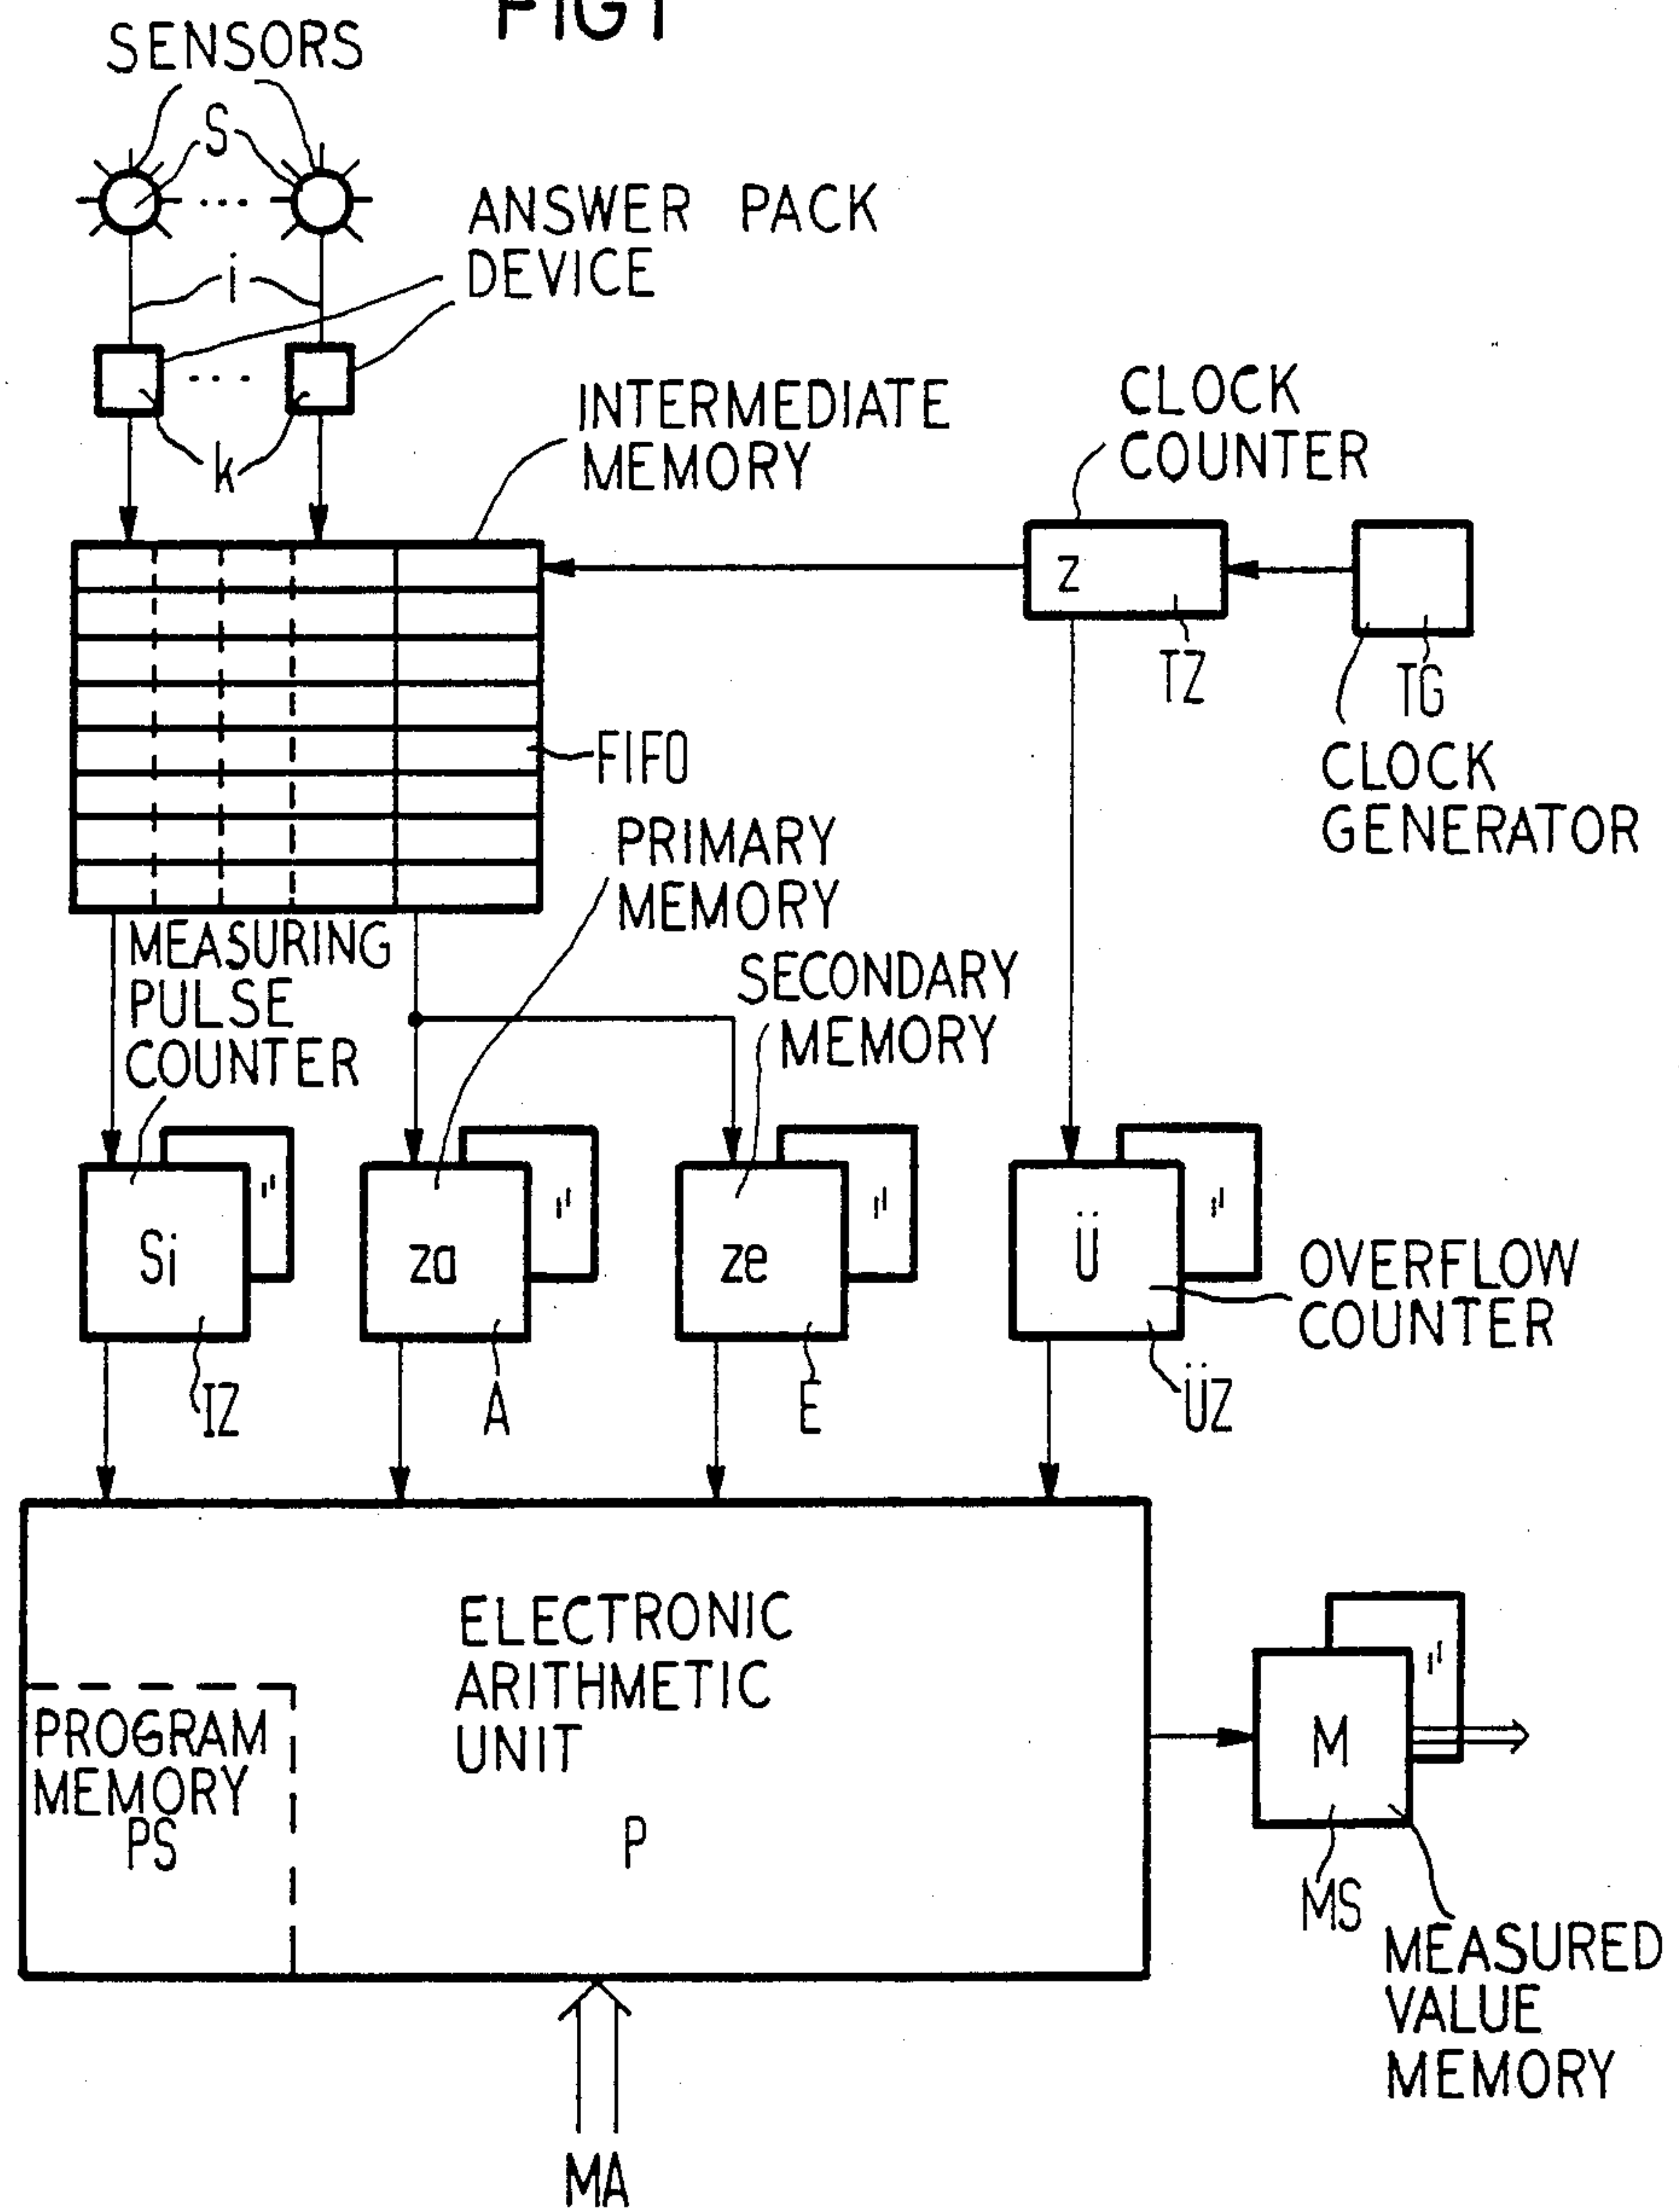 FIG 1
SENSORS
S
ANSWER PACK
DEVICE
i
k
INTERMEDIATE
MEMORY
CLOCK
COUNTER
z
TZ
TG
CLOCK
GENERATOR
FIFO
PRIMARY
MEMORY
MEASURING
PULSE
COUNTER
SECONDARY
MEMORY
Si
za
ze
Ü
OVERFLOW
COUNTER
IZ
A
E
ÜZ
ELECTRONIC
ARITHMETIC
UNIT
PROGRAM
MEMORY
PS
P
M
MS
MEASURED
VALUE
MEMORY
MA